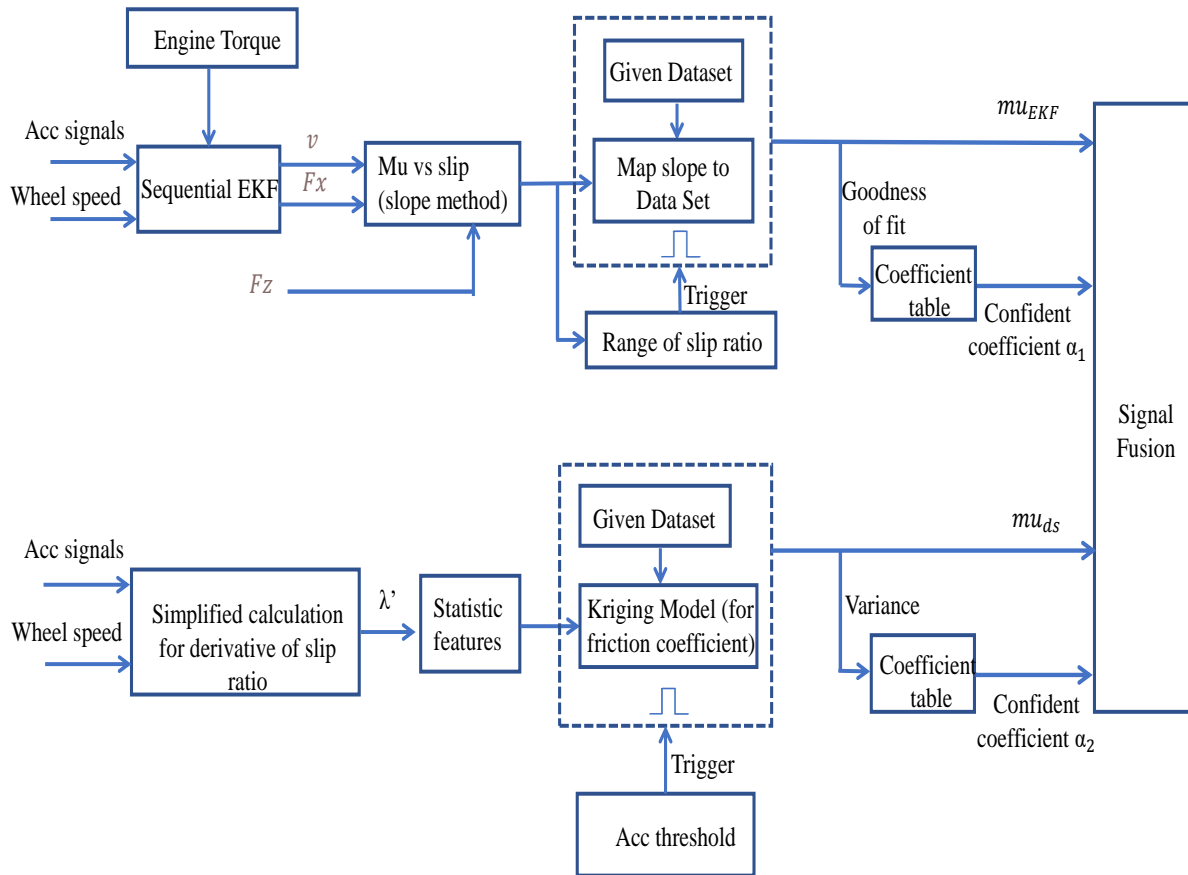 Engine Torque
Acc signals
Wheel speed
Sequential EKF
v
Fx
Fz
Mu vs slip
(slope method)
Given Dataset
Map slope to
Data Set
Trigger
Range of slip ratio
mu_EKF
Goodness
of fit
Coefficient
table
Confident
coefficient α₁
Signal
Fusion
Acc signals
Wheel speed
Simplified calculation
for derivative of slip
ratio
λ’
Statistic
features
Given Dataset
Kriging Model (for
friction coefficient)
Trigger
Acc threshold
mu_ds
Variance
Coefficient
table
Confident
coefficient α₂